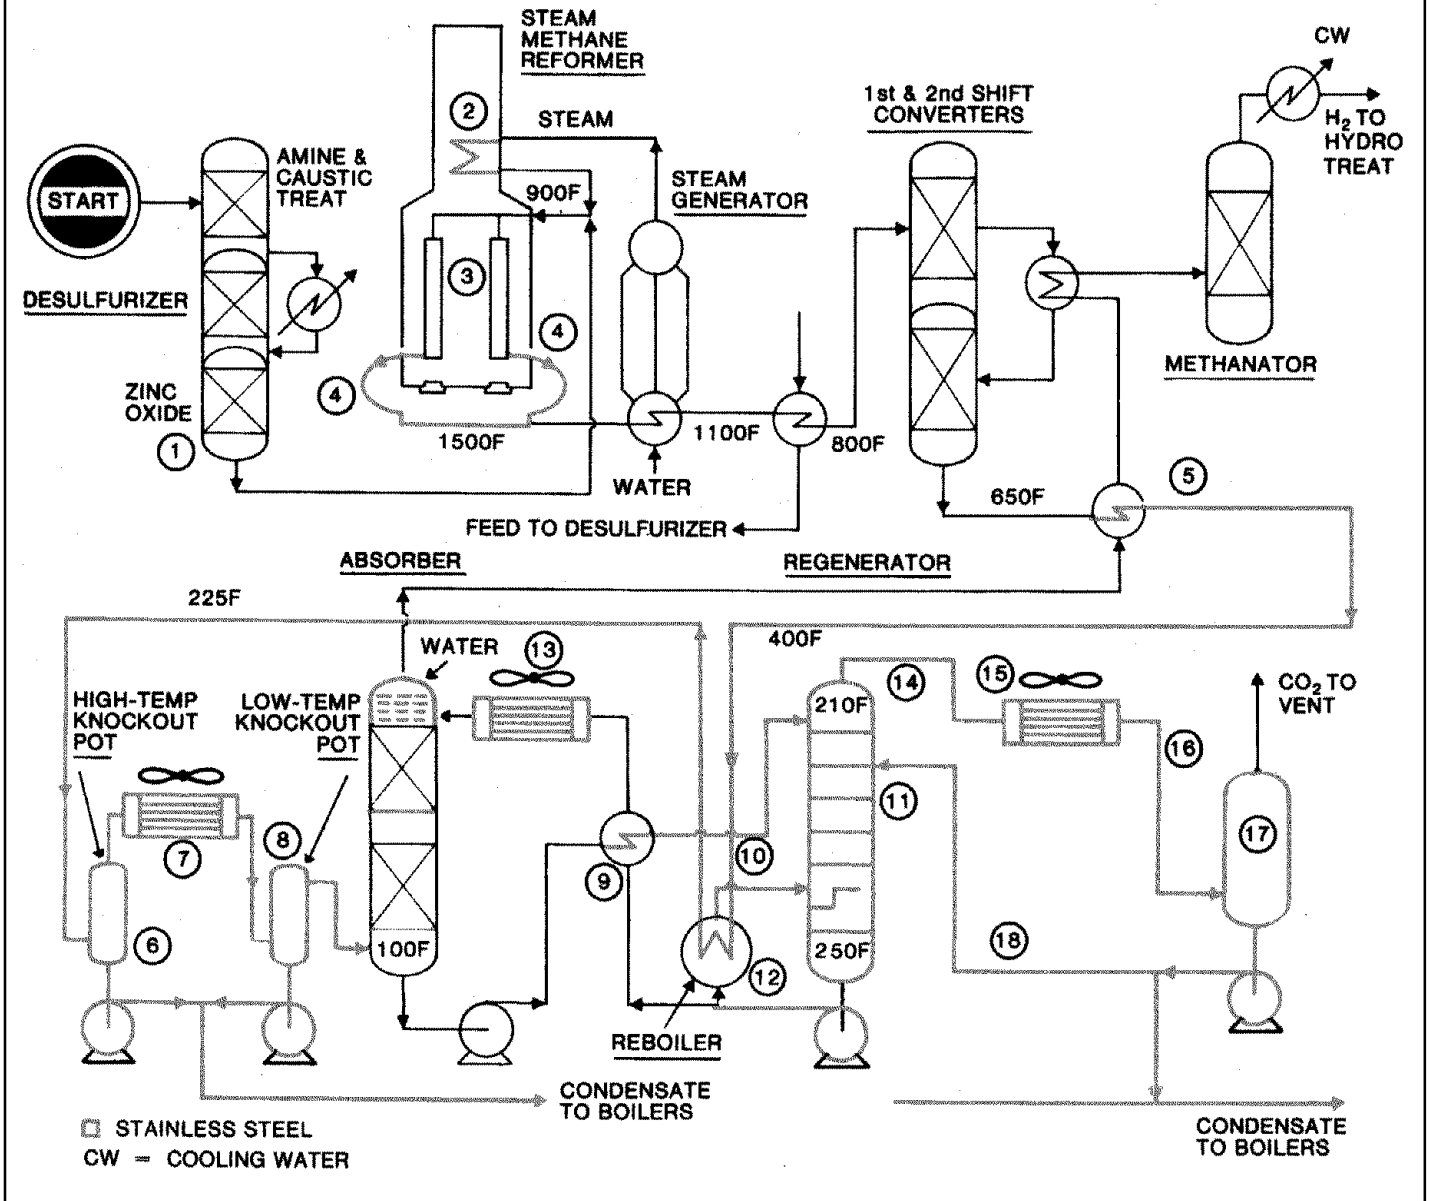 STEAM
METHANE
REFORMER
CW
1st & 2nd SHIFT
CONVERTERS
H2 TO
HYDRO
TREAT
2
STEAM
START
AMINE &
CAUSTIC
TREAT
900F
STEAM
GENERATOR
3
DESULFURIZER
4
METHANATOR
ZINC
OXIDE
4
1
1500F
1100F
800F
WATER
650F
5
FEED TO DESULFURIZER
ABSORBER
REGENERATOR
225F
400F
WATER
13
HIGH-TEMP
KNOCKOUT
POT
LOW-TEMP
KNOCKOUT
POT
210F
14
15
CO2 TO
VENT
16
7
8
9
10
11
17
6
100F
250F
12
18
REBOILER
CONDENSATE
TO BOILERS
CONDENSATE
TO BOILERS
STAINLESS STEEL
CW = COOLING WATER